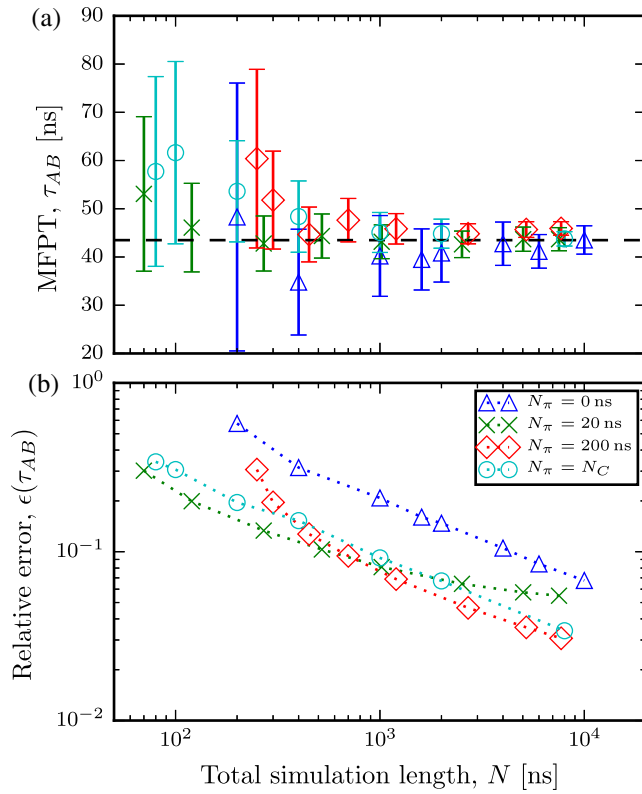 (a)
MFPT, τ_AB [ns]
90
80
70
60
50
40
30
20
(b)
Relative error, ϵ(τ_AB)
10^0
10^−1
10^−2
N_π = 0 ns
N_π = 20 ns
N_π = 200 ns
N_π = N_C
10^2
10^3
10^4
Total simulation length, N [ns]